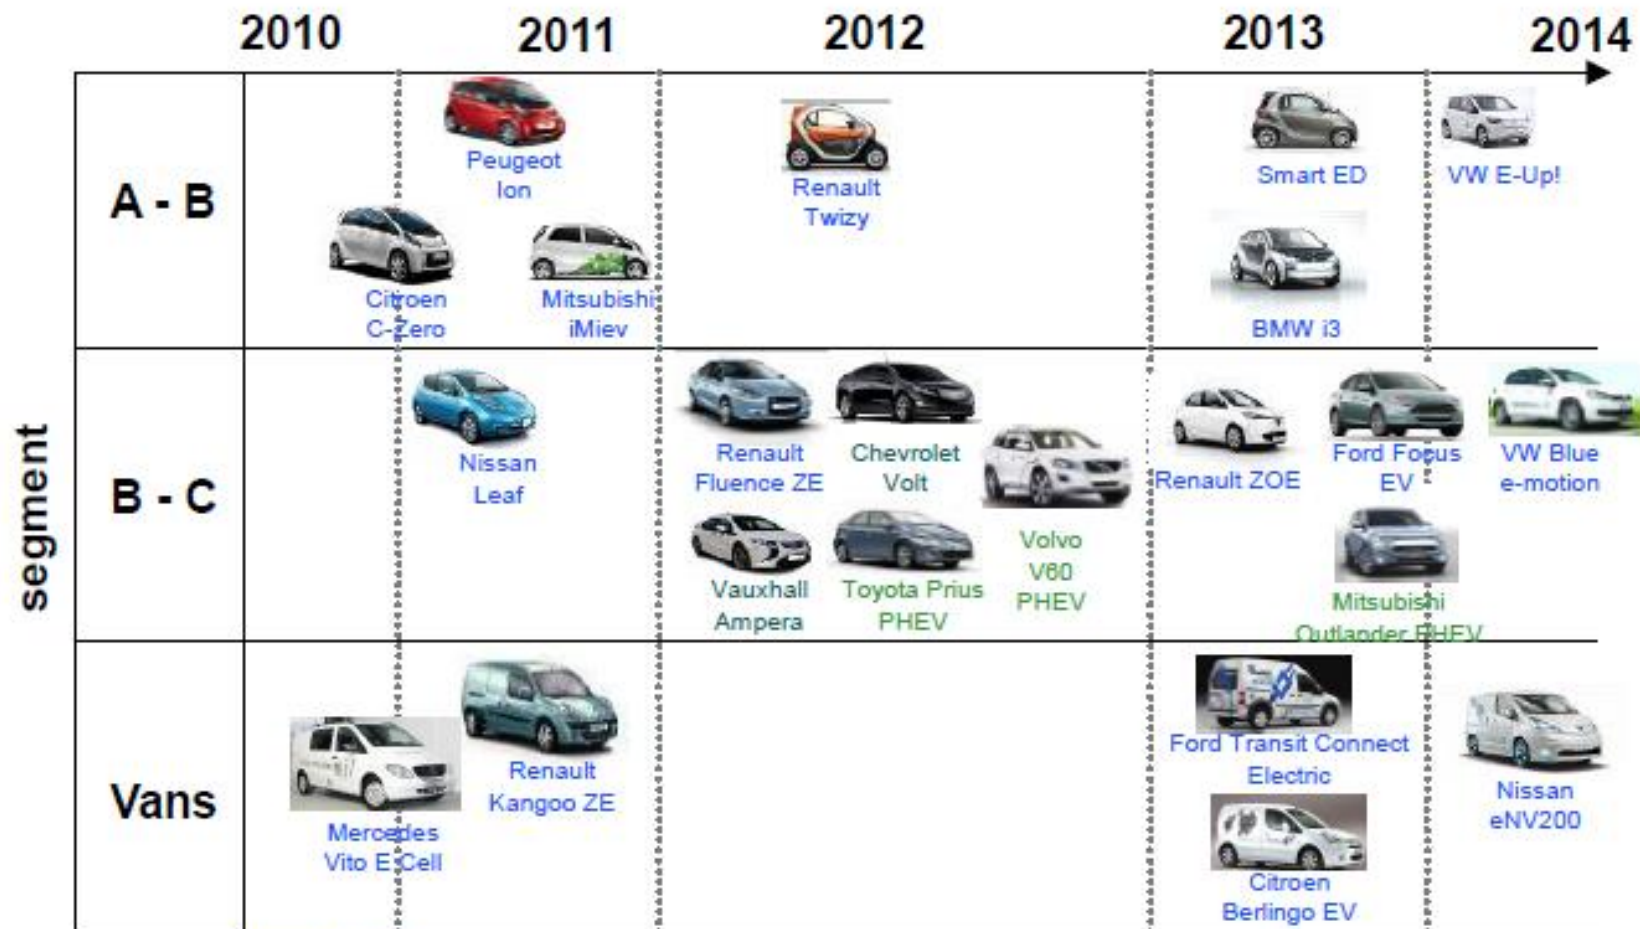 2010
2011
2012
2013
2014
segment
A - B
Peugeot
Ion
Citroen
C-Zero
Mitsubishi
iMiev
Renault
Twizy
Smart ED
BMW i3
VW E-Up!
B - C
Nissan
Leaf
Renault
Fluence ZE
Chevrolet
Volt
Vauxhall
Ampera
Toyota Prius
PHEV
Volvo
V60
PHEV
Renault ZOE
Ford Focus
EV
Mitsubishi
Outlander PHEV
VW Blue
e-motion
Vans
Mercedes
Vito E Cell
Renault
Kangoo ZE
Ford Transit Connect
Electric
Citroen
Berlingo EV
Nissan
eNV200